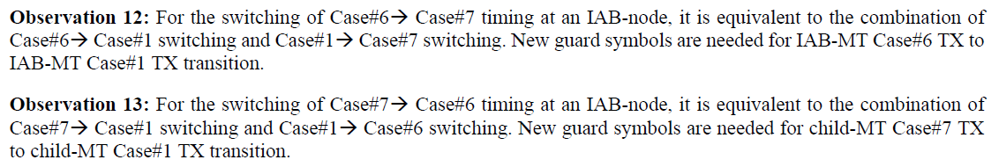 Observation 12: For the switching of Case#6→ Case#7 timing at an IAB-node, it is equivalent to the combination of
Case#6→ Case#1 switching and Case#1→ Case#7 switching. New guard symbols are needed for IAB-MT Case#6 TX to
IAB-MT Case#1 TX transition.
Observation 13: For the switching of Case#7→ Case#6 timing at an IAB-node, it is equivalent to the combination of
Case#7→ Case#1 switching and Case#1→ Case#6 switching. New guard symbols are needed for child-MT Case#7 TX
to child-MT Case#1 TX transition.